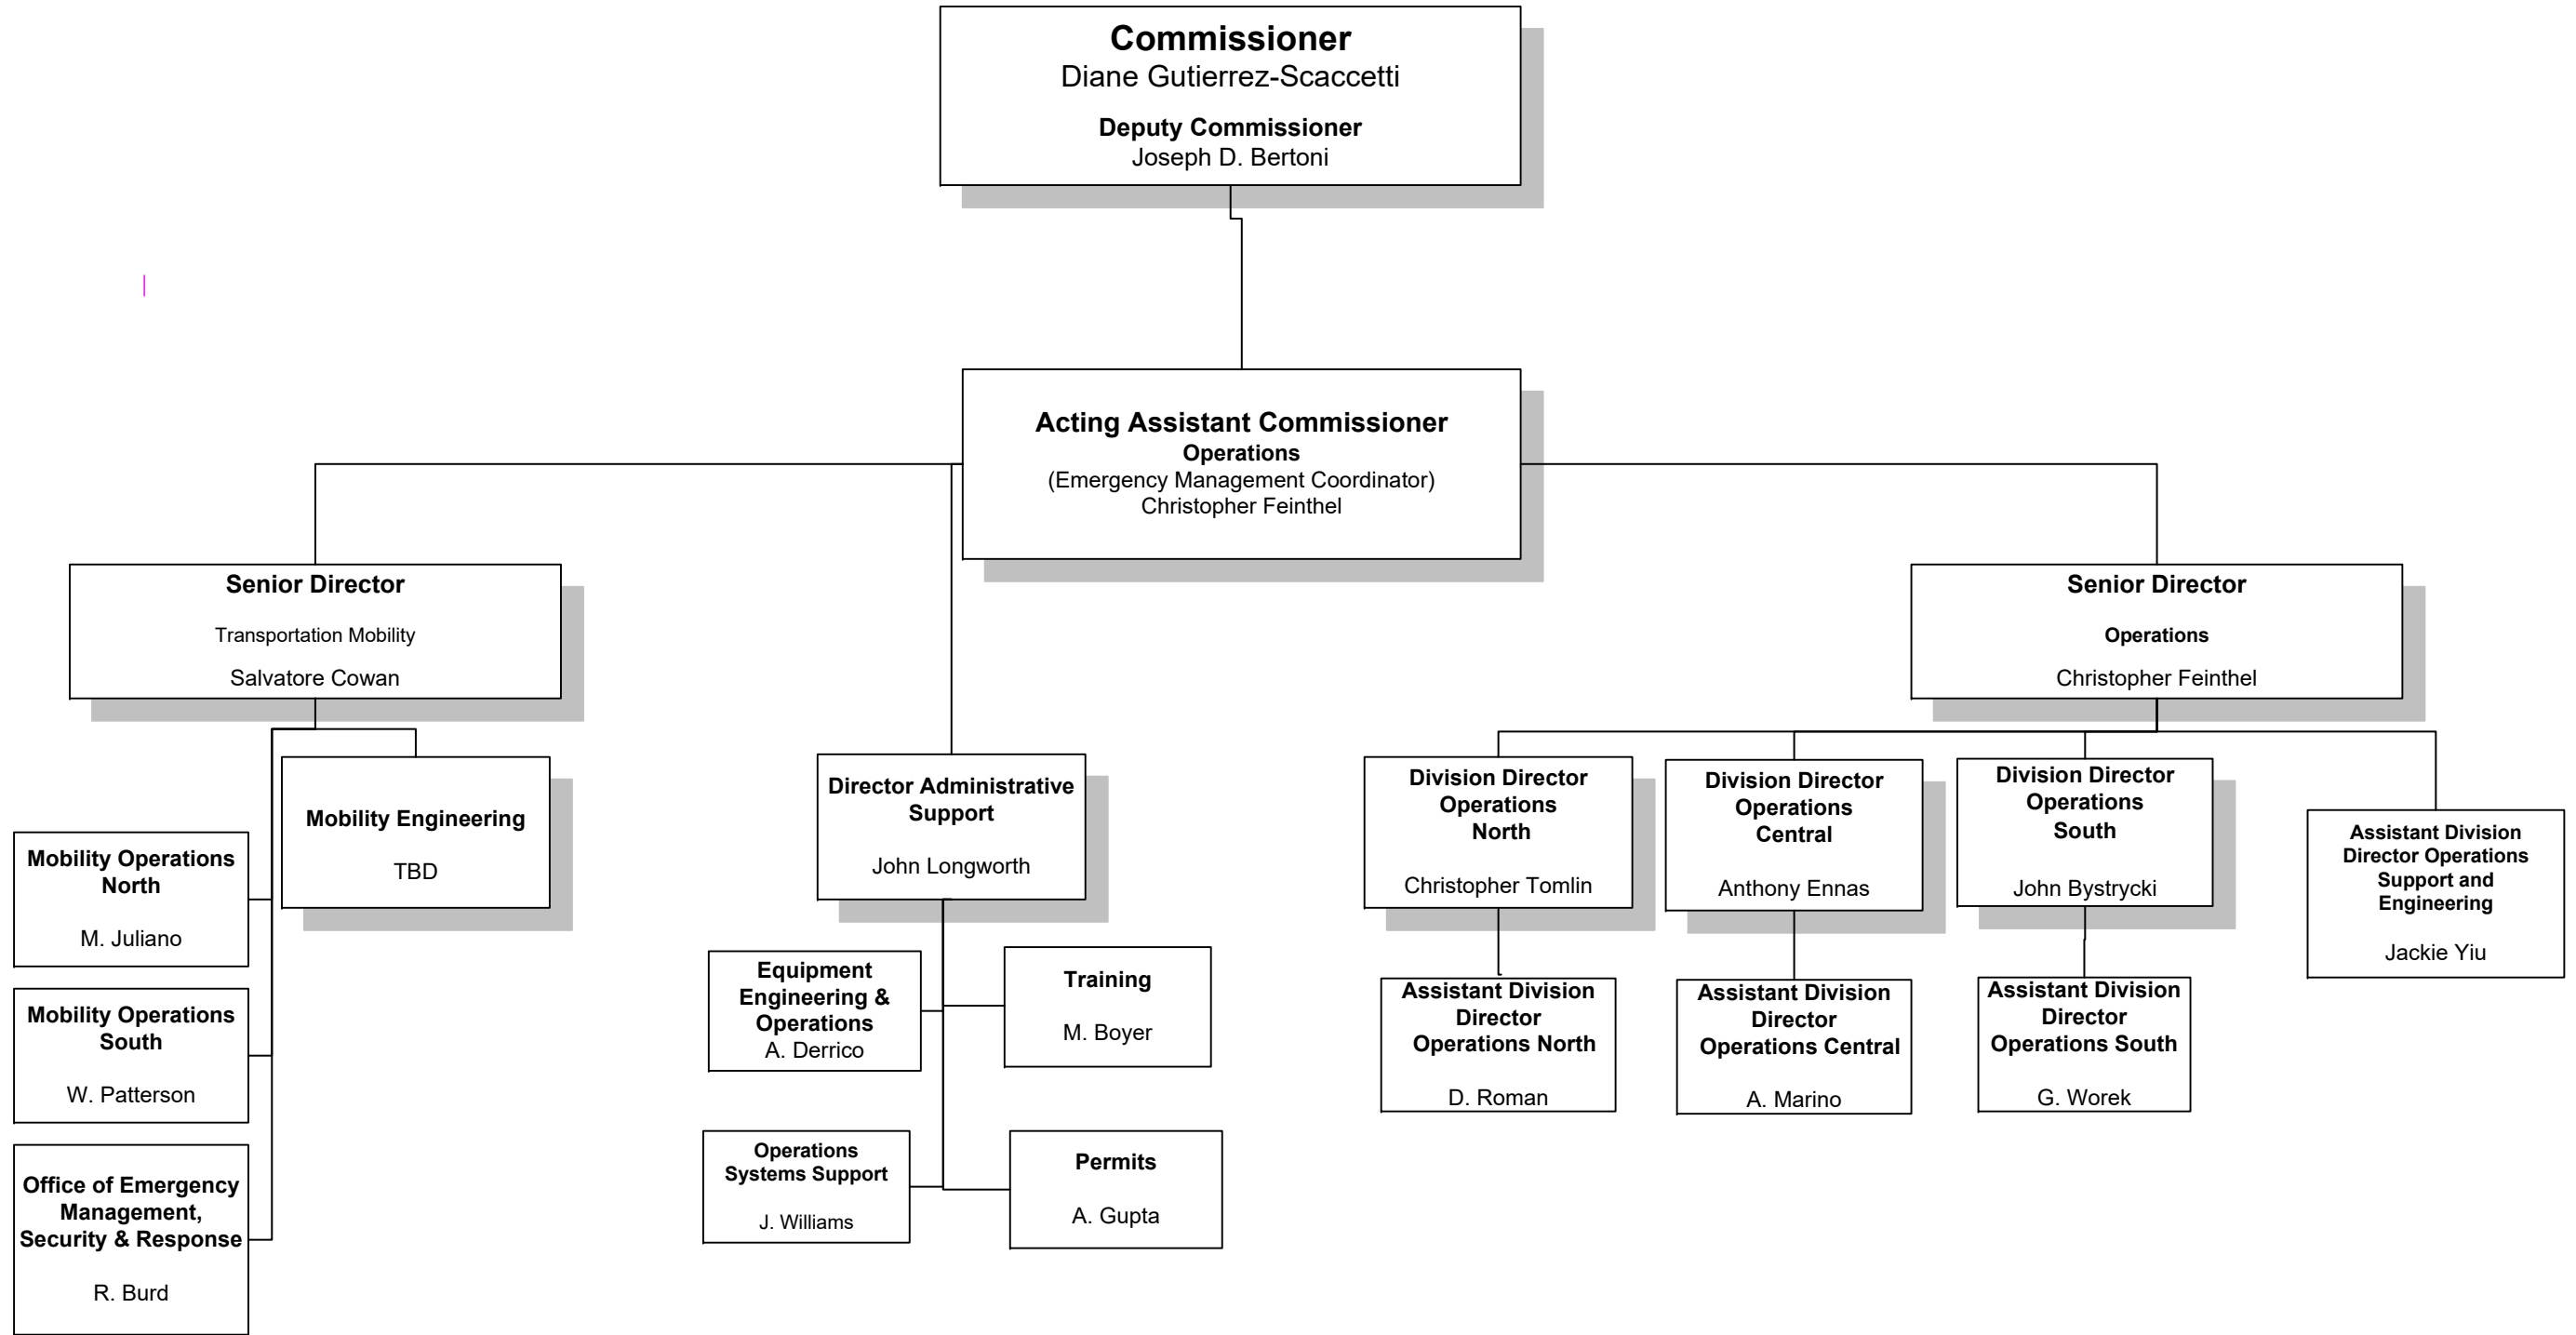 Commissioner
Diane Gutierrez-Scaccetti
Deputy Commissioner
Joseph D. Bertoni
Acting Assistant Commissioner
Operations
(Emergency Management Coordinator)
Christopher Feinthel
Senior Director
Transportation Mobility
Salvatore Cowan
Senior Director
Operations
Christopher Feinthel
Mobility Engineering
TBD
Mobility Operations
North
M. Juliano
Mobility Operations
South
W. Patterson
Office of Emergency
Management,
Security & Response
R. Burd
Director Administrative
Support
John Longworth
Equipment
Engineering &
Operations
A. Derrico
Training
M. Boyer
Operations
Systems Support
J. Williams
Permits
A. Gupta
Division Director
Operations
North
Christopher Tomlin
Division Director
Operations
Central
Anthony Ennas
Division Director
Operations
South
John Bystrycki
Assistant Division
Director Operations
Support and
Engineering
Jackie Yiu
Assistant Division
Director
Operations North
D. Roman
Assistant Division
Director
Operations Central
A. Marino
Assistant Division
Director
Operations South
G. Worek